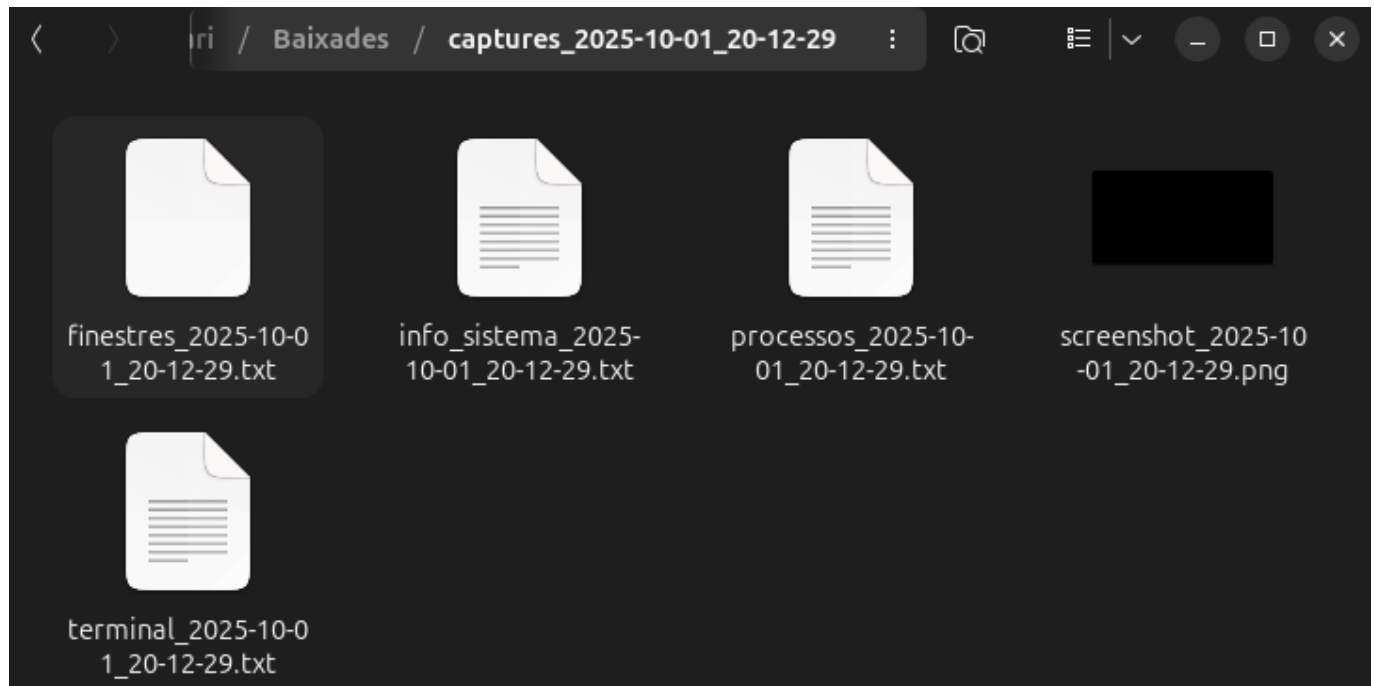 ri / Baixades / captures_2025-10-01_20-12-29
finestres_2025-10-0
1_20-12-29.txt
info_sistema_2025-
10-01_20-12-29.txt
processos_2025-10-
01_20-12-29.txt
screenshot_2025-10
-01_20-12-29.png
terminal_2025-10-0
1_20-12-29.txt